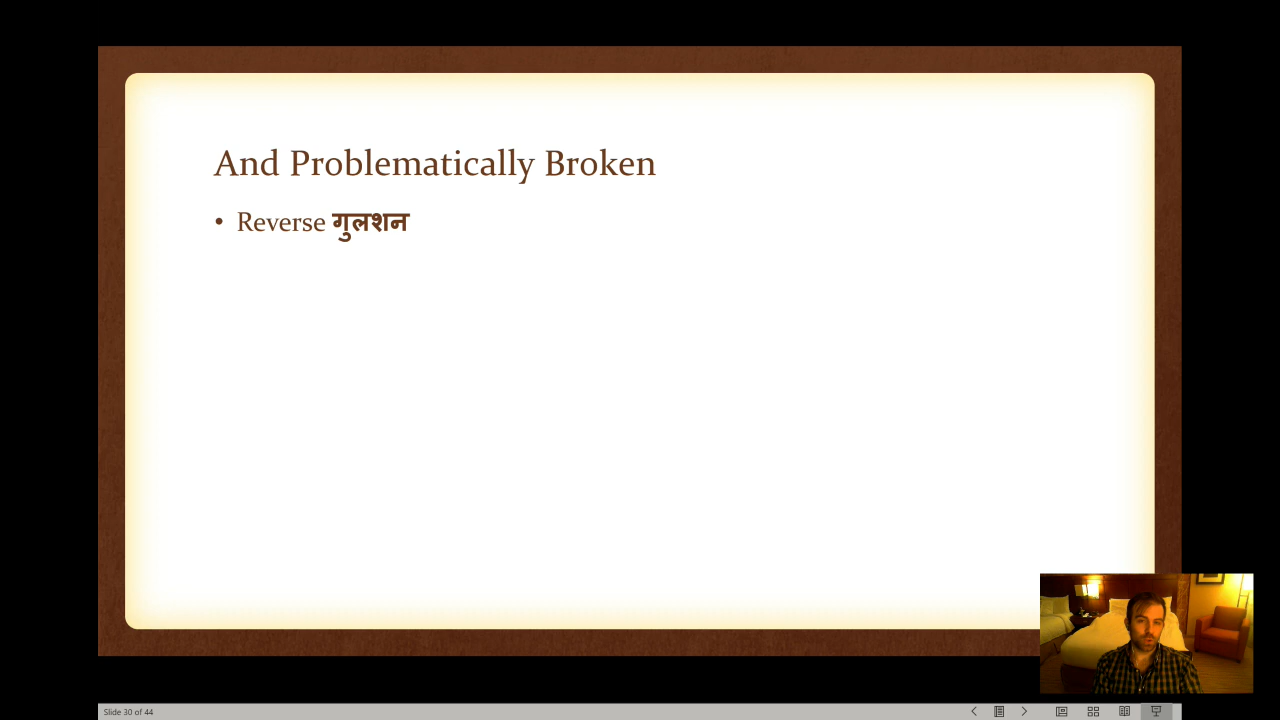 And Problematically Broken
• Reverse गुलशन
Slide 30 of 44